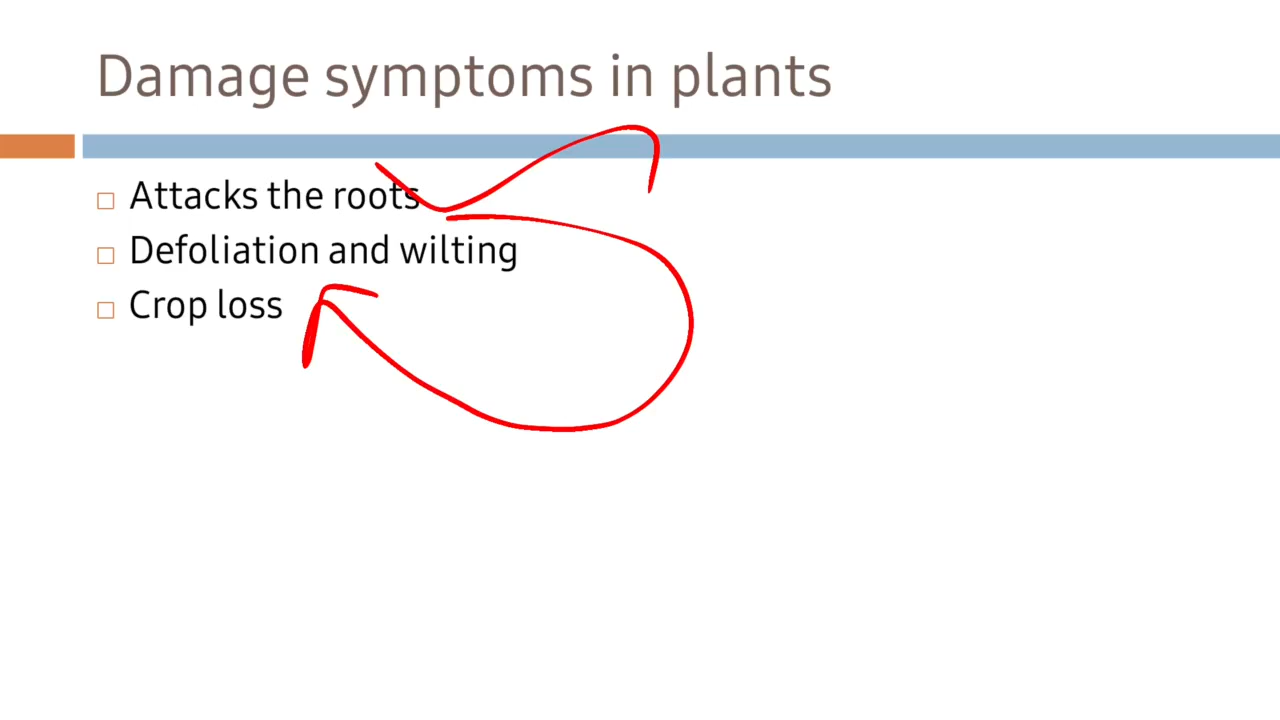 Damage symptoms in plants
Attacks the roots
Defoliation and wilting
Crop loss